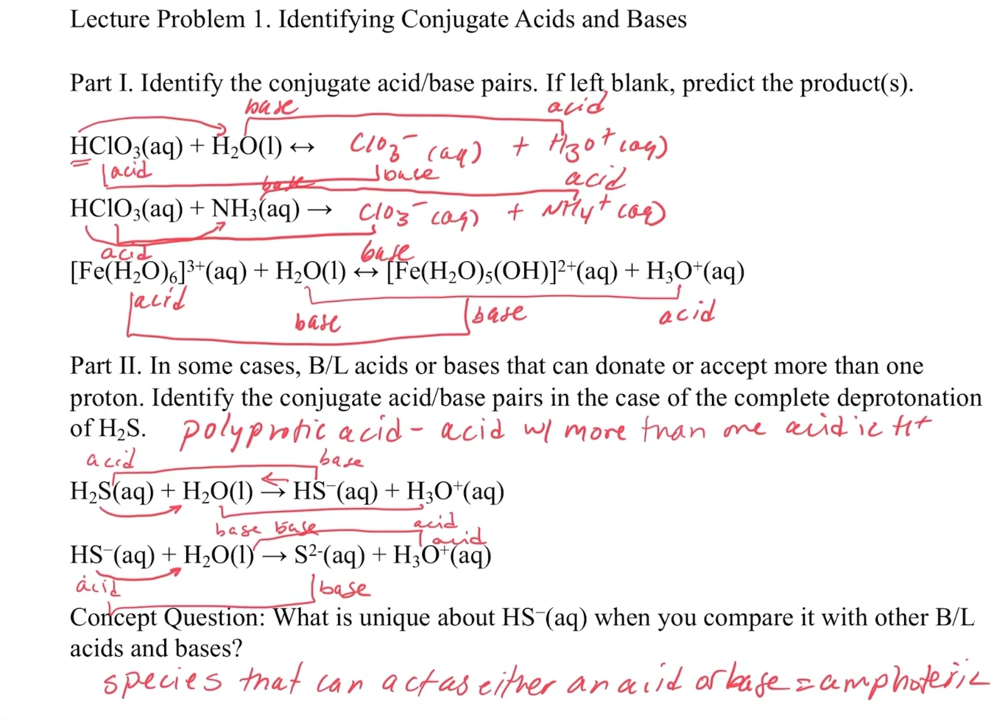 Lecture Problem 1. Identifying Conjugate Acids and Bases
Part I. Identify the conjugate acid/base pairs. If left blank, predict the product(s).
base acid
HClO₃(aq) + H₂O(l) ↔ ClO₃⁻ (aq) + H₃O⁺ (aq)
acid base acid
base
HClO₃(aq) + NH₃(aq) → ClO₃⁻ (aq) + NH₄⁺ (aq)
acid base
[Fe(H₂O)₆]³⁺(aq) + H₂O(l) ↔ [Fe(H₂O)₅(OH)]²⁺(aq) + H₃O⁺(aq)
acid base base acid
Part II. In some cases, B/L acids or bases that can donate or accept more than one
proton. Identify the conjugate acid/base pairs in the case of the complete deprotonation
of H₂S. polyprotic acid - acid w/ more than one acidic H+
acid base
H₂S(aq) + H₂O(l) → HS⁻(aq) + H₃O⁺(aq)
base base acid acid
HS⁻(aq) + H₂O(l) → S²⁻(aq) + H₃O⁺(aq)
acid base
Concept Question: What is unique about HS⁻(aq) when you compare it with other B/L
acids and bases?
species that can act as either an acid or base = amphoteric